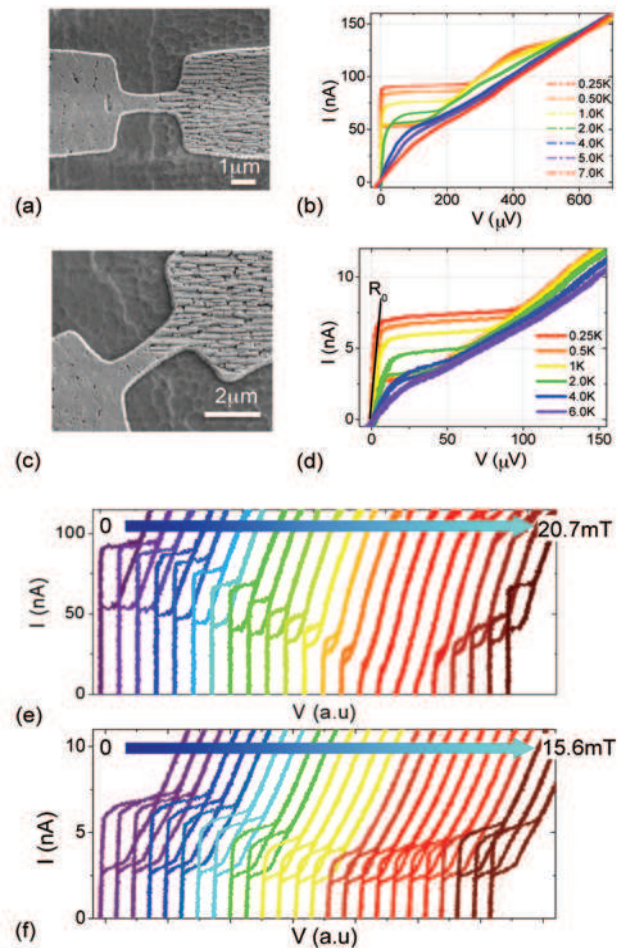 1μm
(a)
150
100
50
0
I (nA)
0 200 400 600
V (μV)
0.25K
0.50K
1.0K
2.0K
4.0K
5.0K
7.0K
(b)
2μm
(c)
10
5
0
I (nA)
R0
0 50 100 150
V (μV)
0.25K
0.5K
1K
2.0K
4.0K
6.0K
(d)
0 20.7mT
100
50
0
I (nA)
V (a.u)
(e)
0 15.6mT
10
5
0
I (nA)
V (a.u)
(f)